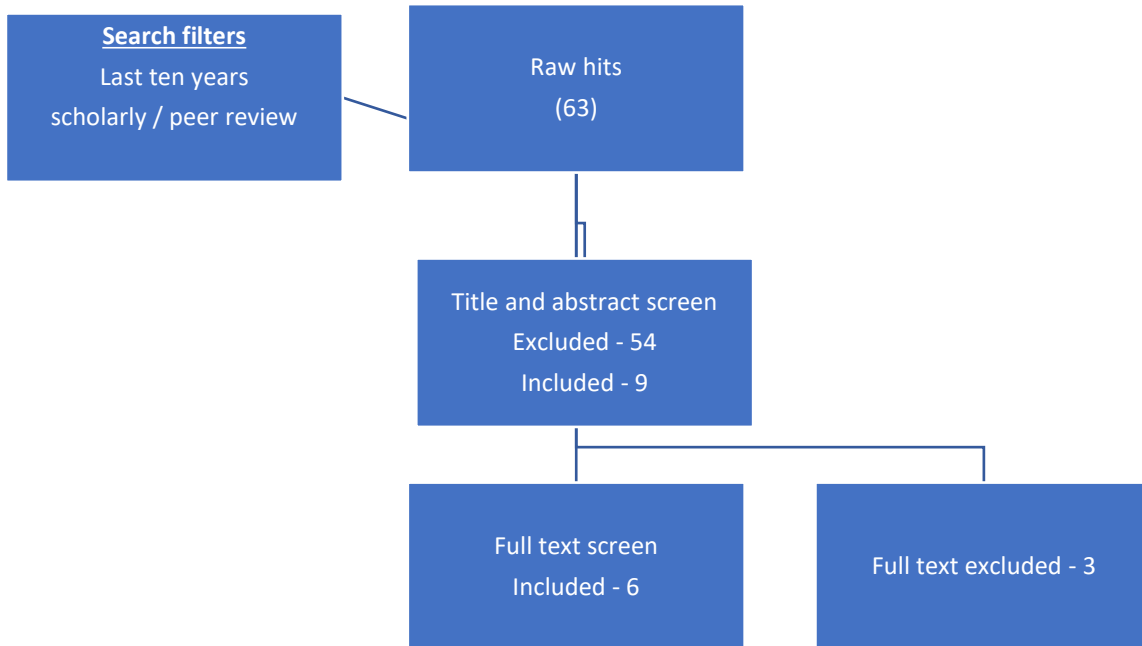 Search filters
Last ten years
scholarly / peer review
Raw hits
(63)
Title and abstract screen
Excluded - 54
Included - 9
Full text screen
Included - 6
Full text excluded - 3